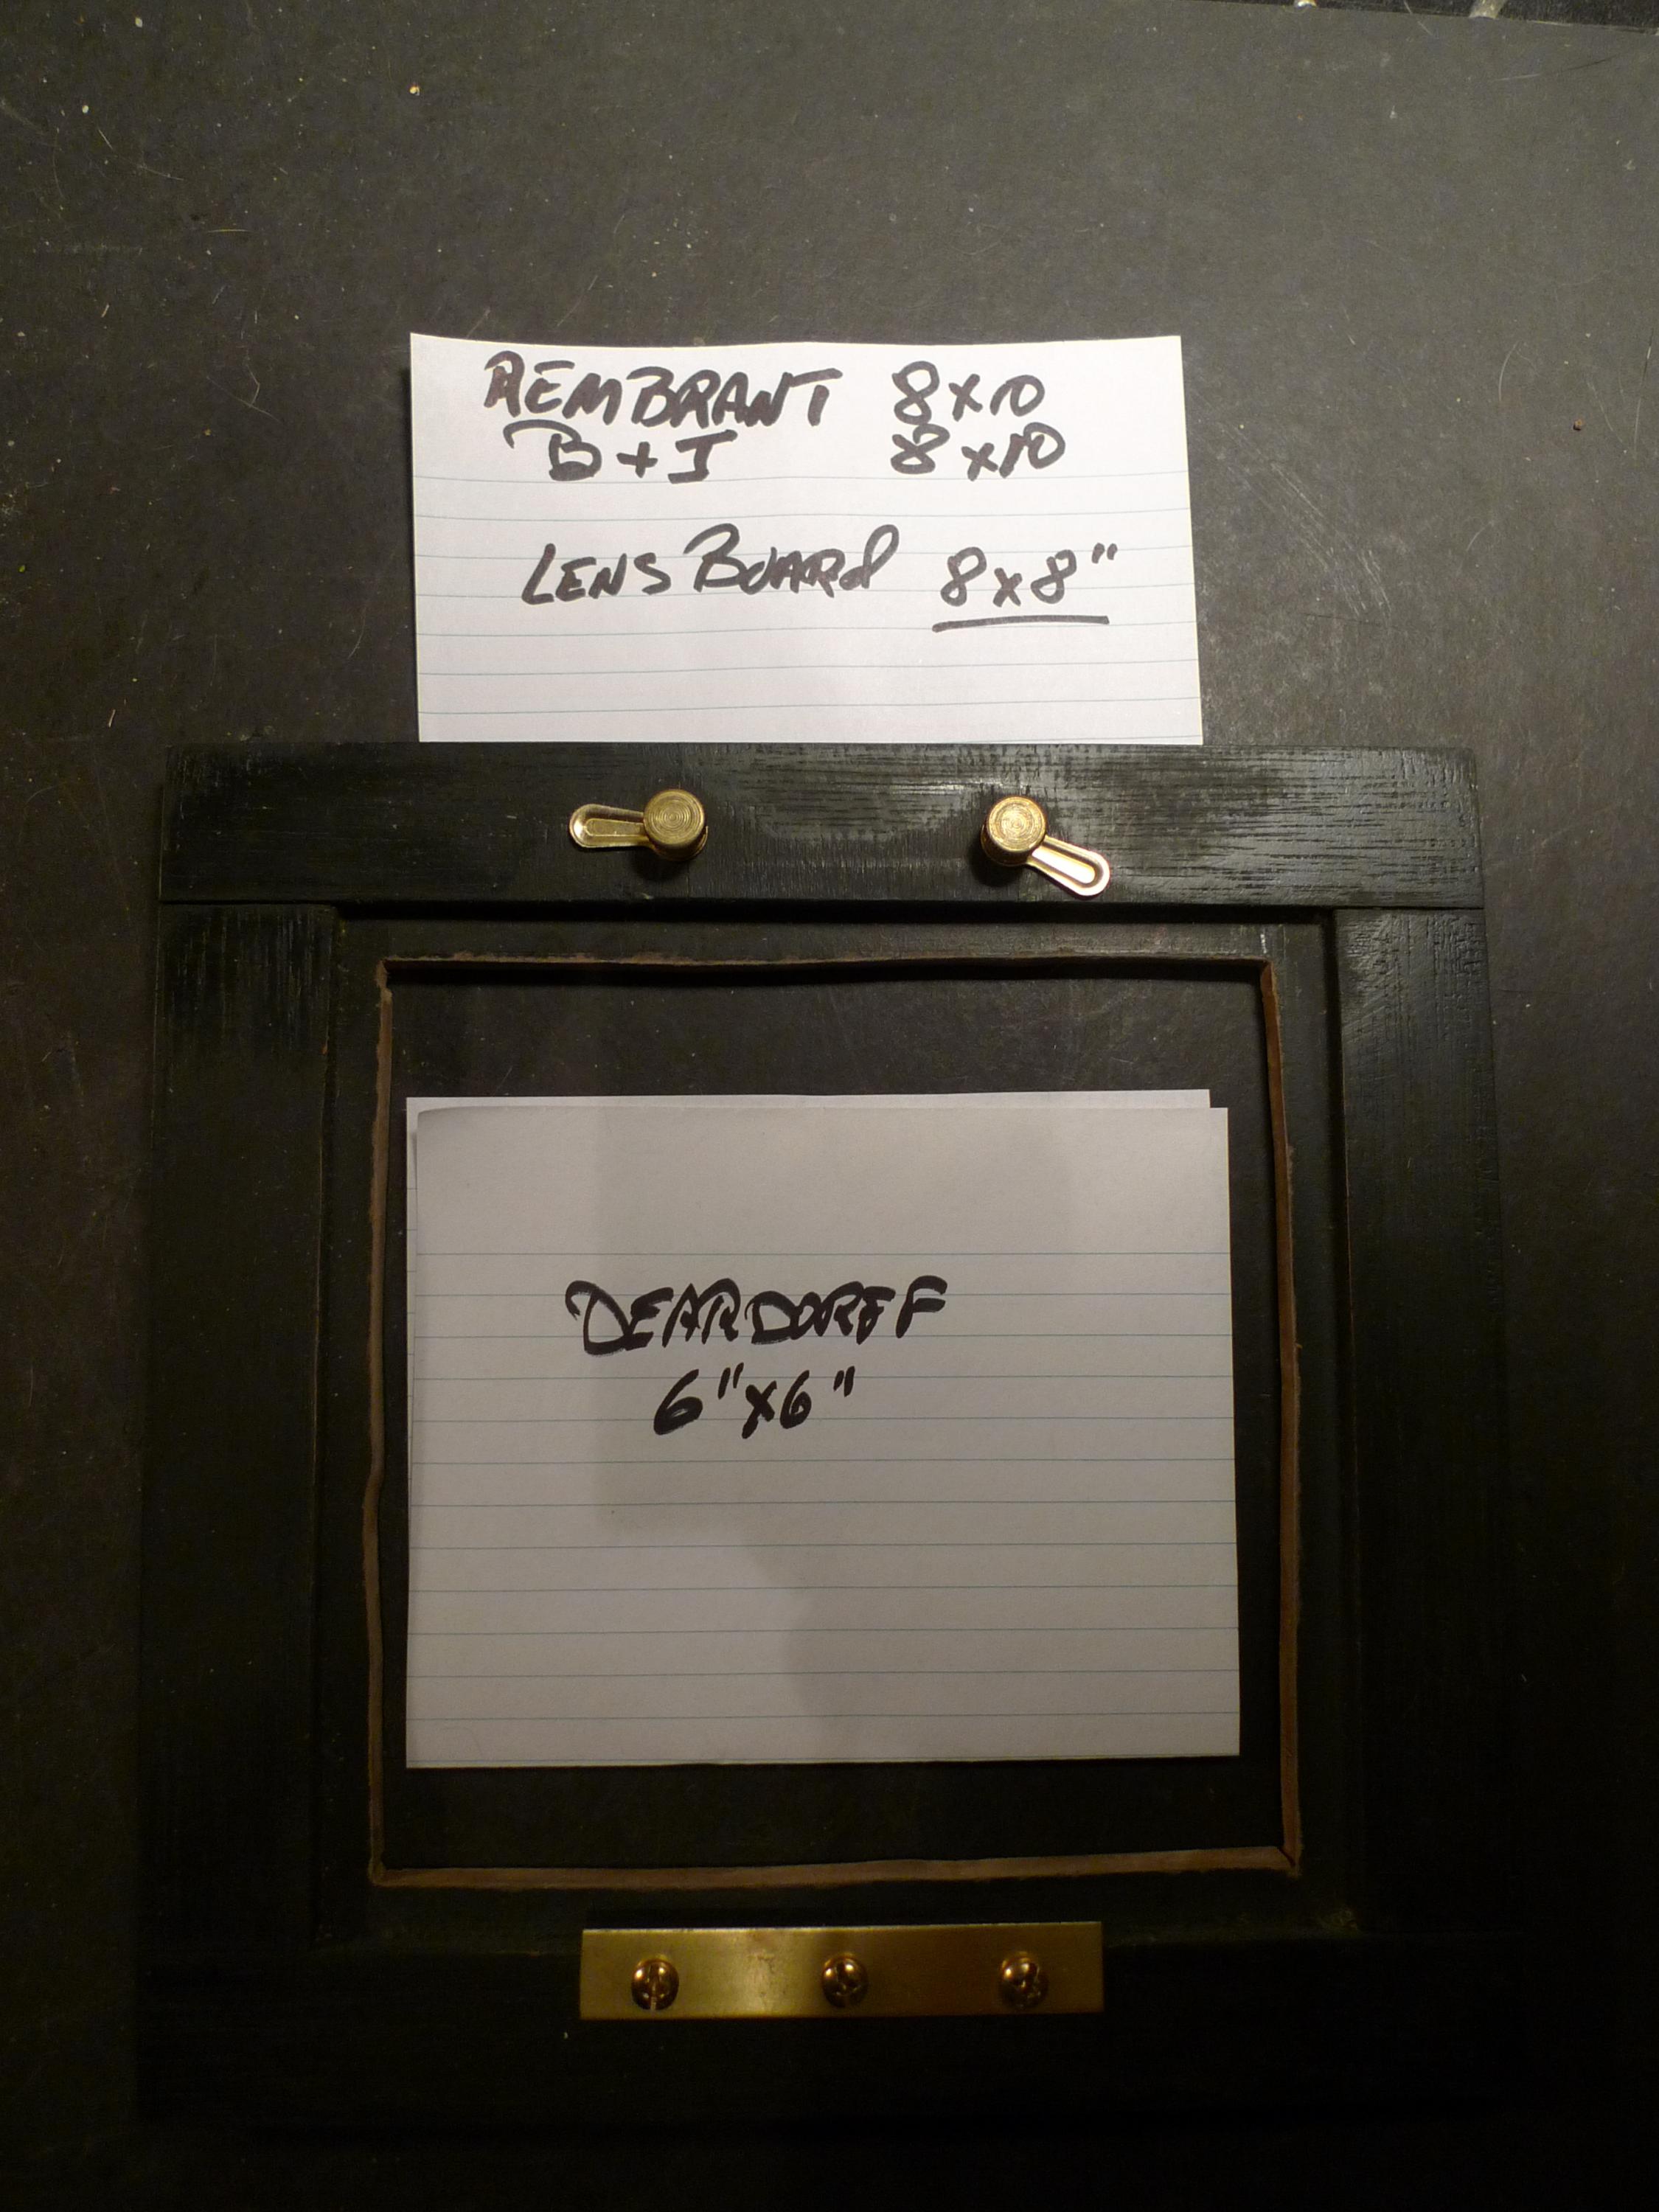 REMBRANT 8x10
B+J 8x10
LENS BOARD 8x8"
DEARDORFF
6"x6"